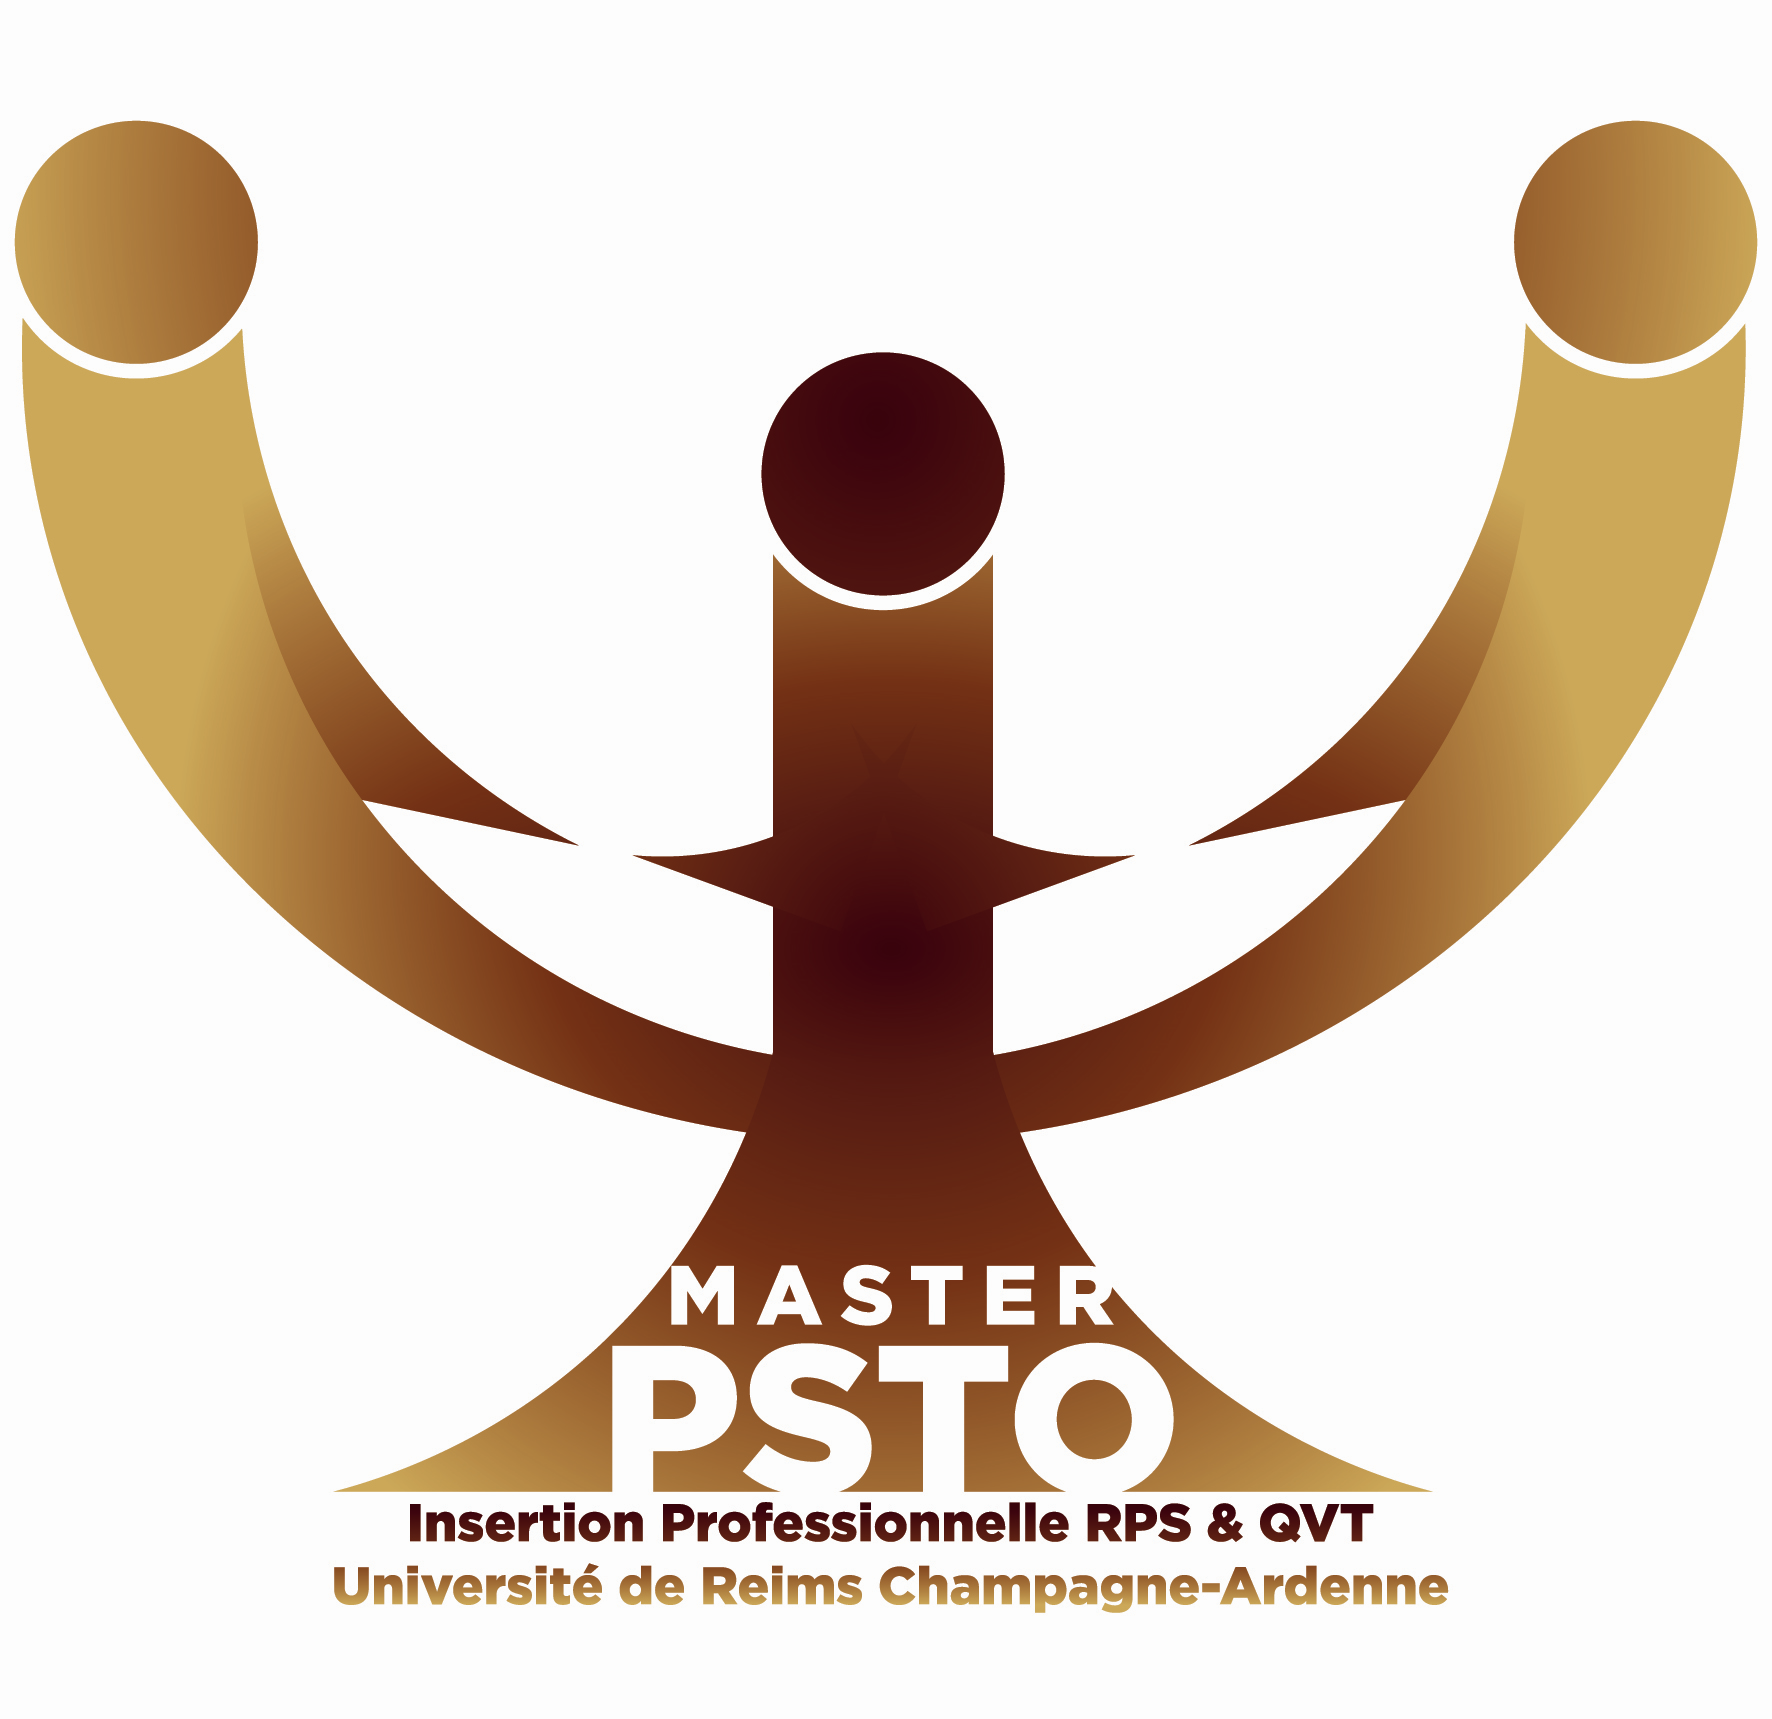 MASTER
PSTO
Insertion Professionnelle RPS & QVT
Université de Reims Champagne-Ardenne